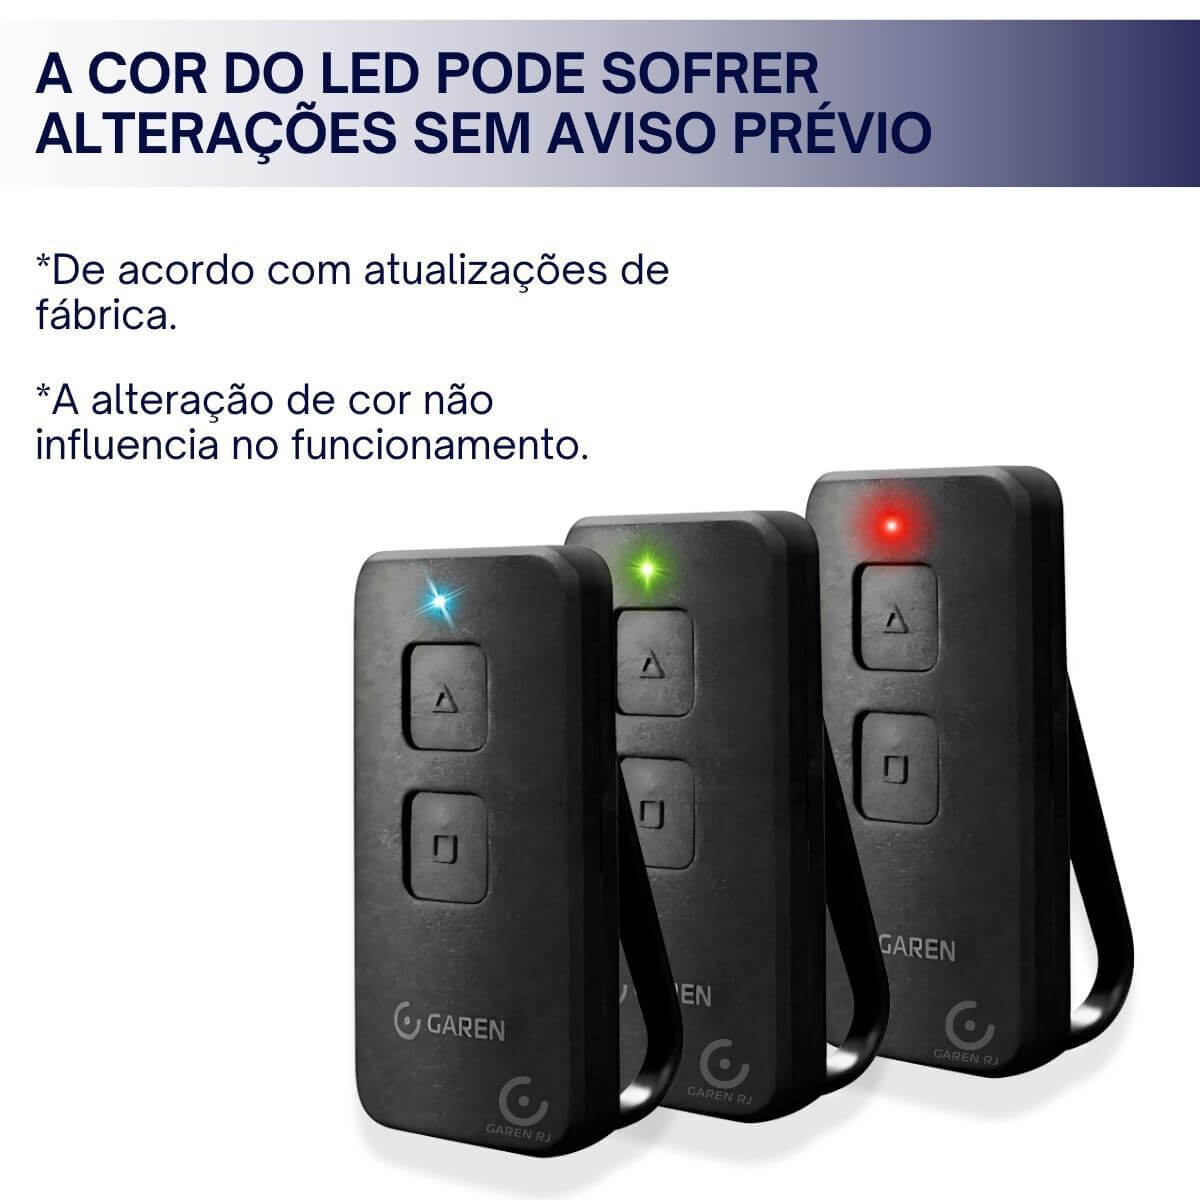 A COR DO LED PODE SOFRER
ALTERAÇÕES SEM AVISO PRÉVIO
*De acordo com atualizações de
fábrica.
*A alteração de cor não
influencia no funcionamento.
GAREN
GAREN RJ
EN
GAREN RJ
GAREN
GAREN RJ